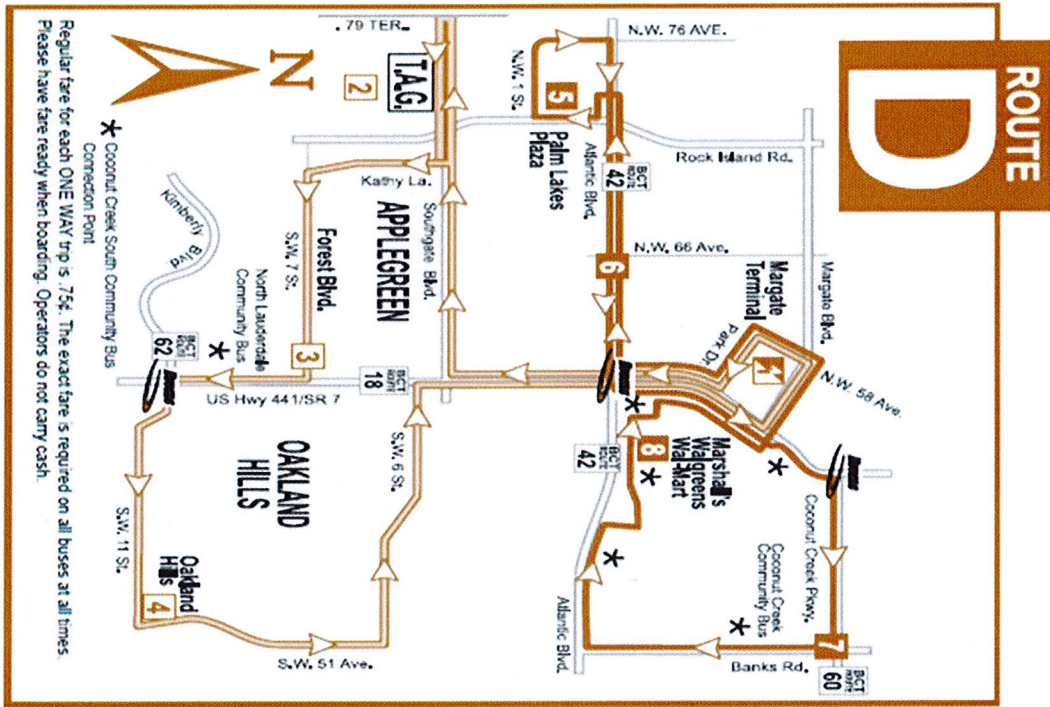 ROUTE
D
Margate Blvd.
N.W. 58 Ave.
Margate
Terminal
Park Dr.
Coconut Creek Pkwy.
Coconut Creek
Community Bus
7
BCT
ROUTE
60
Banks Rd.
N.W. 76 AVE.
N.W. 1 St.
5
Palm Lakes
Plaza
Rock Island Rd.
Atlantic Blvd.
BCT
ROUTE
42
N.W. 66 Ave.
6
8
Marshall's
Walgreens
Wal-Mart
BCT
ROUTE
42
Atlantic Blvd.
79 TER.
T.A.G.
2
Kathy La.
Southgate Blvd.
APPLEGREEN
Forest Blvd.
S.W. 7 St.
3
BCT
ROUTE
18
US Hwy 441/SR 7
North Lauderdale
Community Bus
BCT
ROUTE
62
Kimberly Blvd
OAKLAND
HILLS
S.W. 6 St.
S.W. 11 St.
Oakland
Hills
4
S.W. 51 Ave.
N
* Coconut Creek South Community Bus
Connection Point
Regular fare for each ONE WAY trip is .75¢. The exact fare is required on all buses at all times.
Please have fare ready when boarding. Operators do not carry cash.